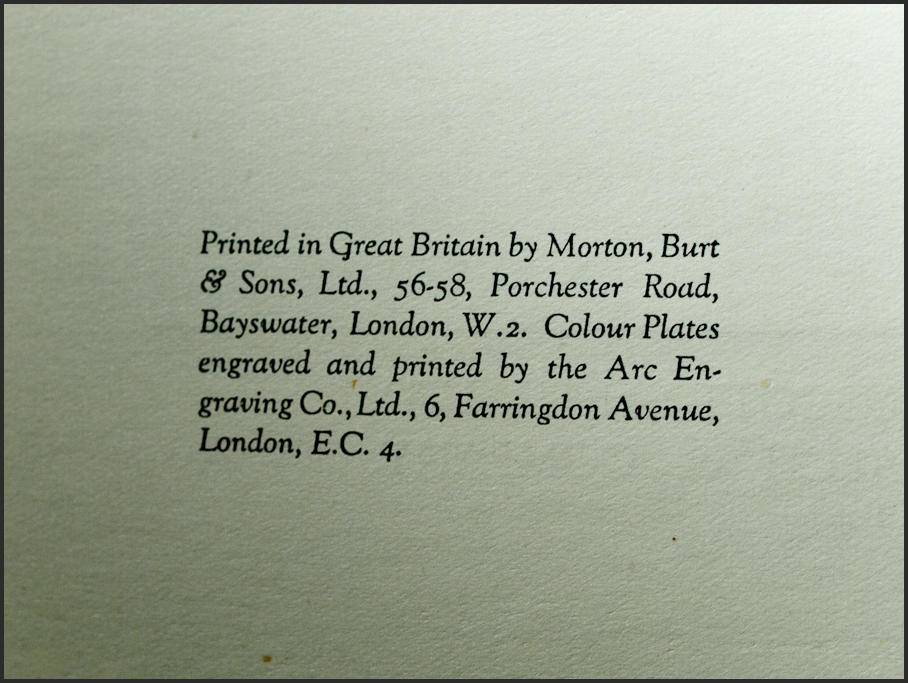 Printed in Great Britain by Morton, Burt
& Sons, Ltd., 56-58, Porchester Road,
Bayswater, London, W.2. Colour Plates
engraved and printed by the Arc En-
graving Co., Ltd., 6, Farringdon Avenue,
London, E.C. 4.